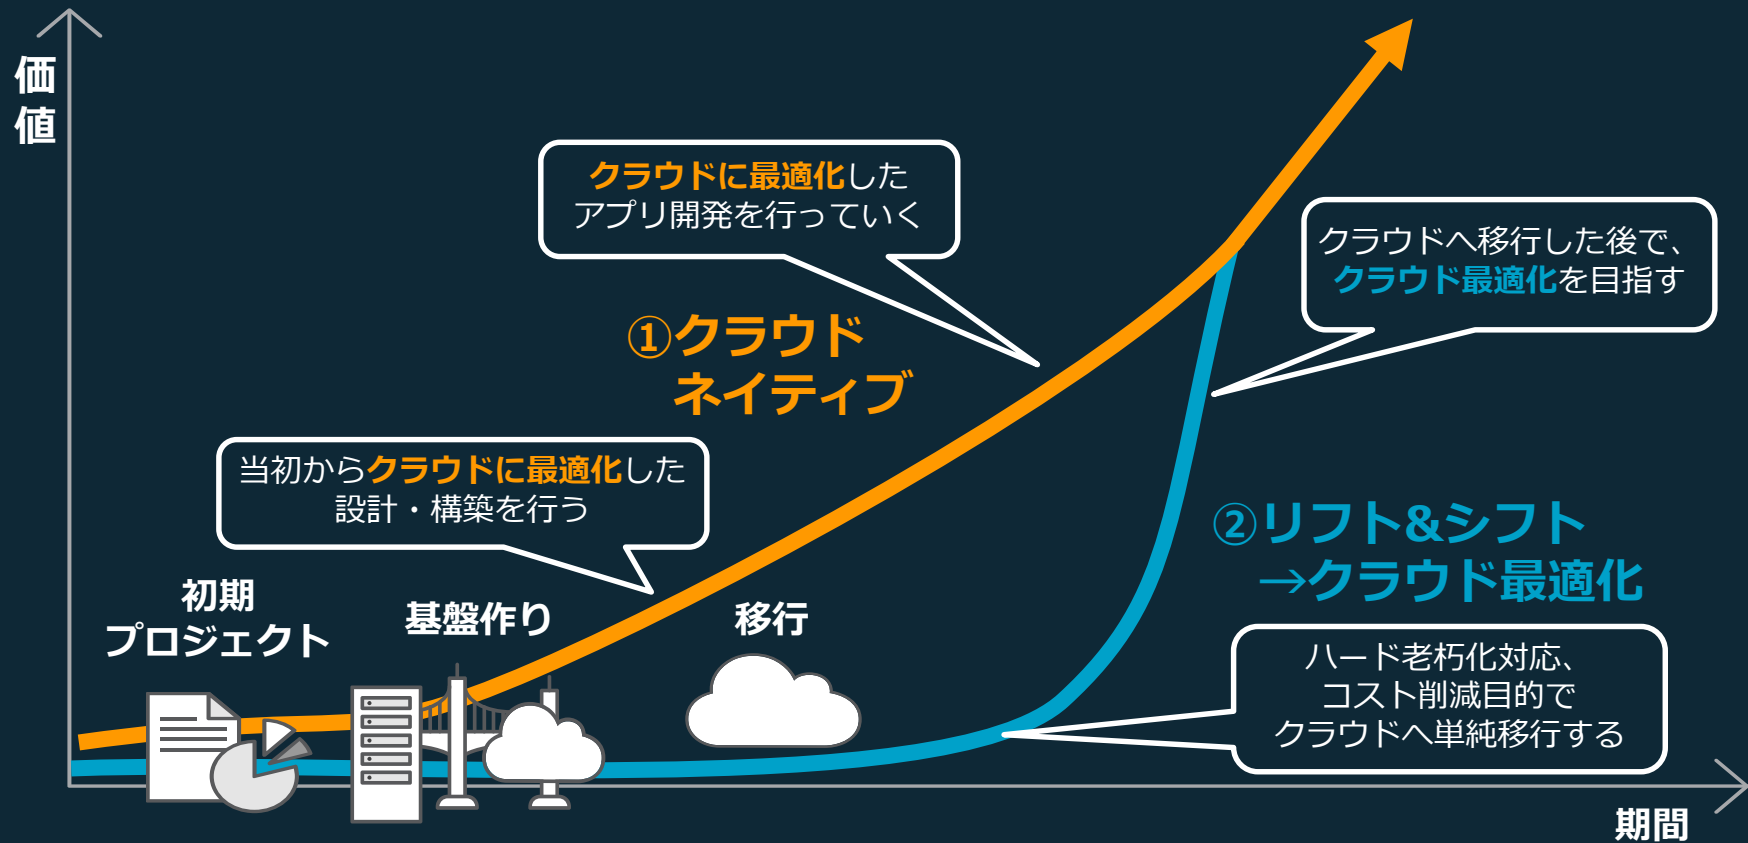 価値
クラウドに最適化した
アプリ開発を行っていく
クラウドへ移行した後で、
クラウド最適化を目指す
①クラウド
ネイティブ
当初からクラウドに最適化した
設計・構築を行う
②リフト&シフト
→クラウド最適化
初期
プロジェクト
基盤作り
移行
ハード老朽化対応、
コスト削減目的で
クラウドへ単純移行する
期間